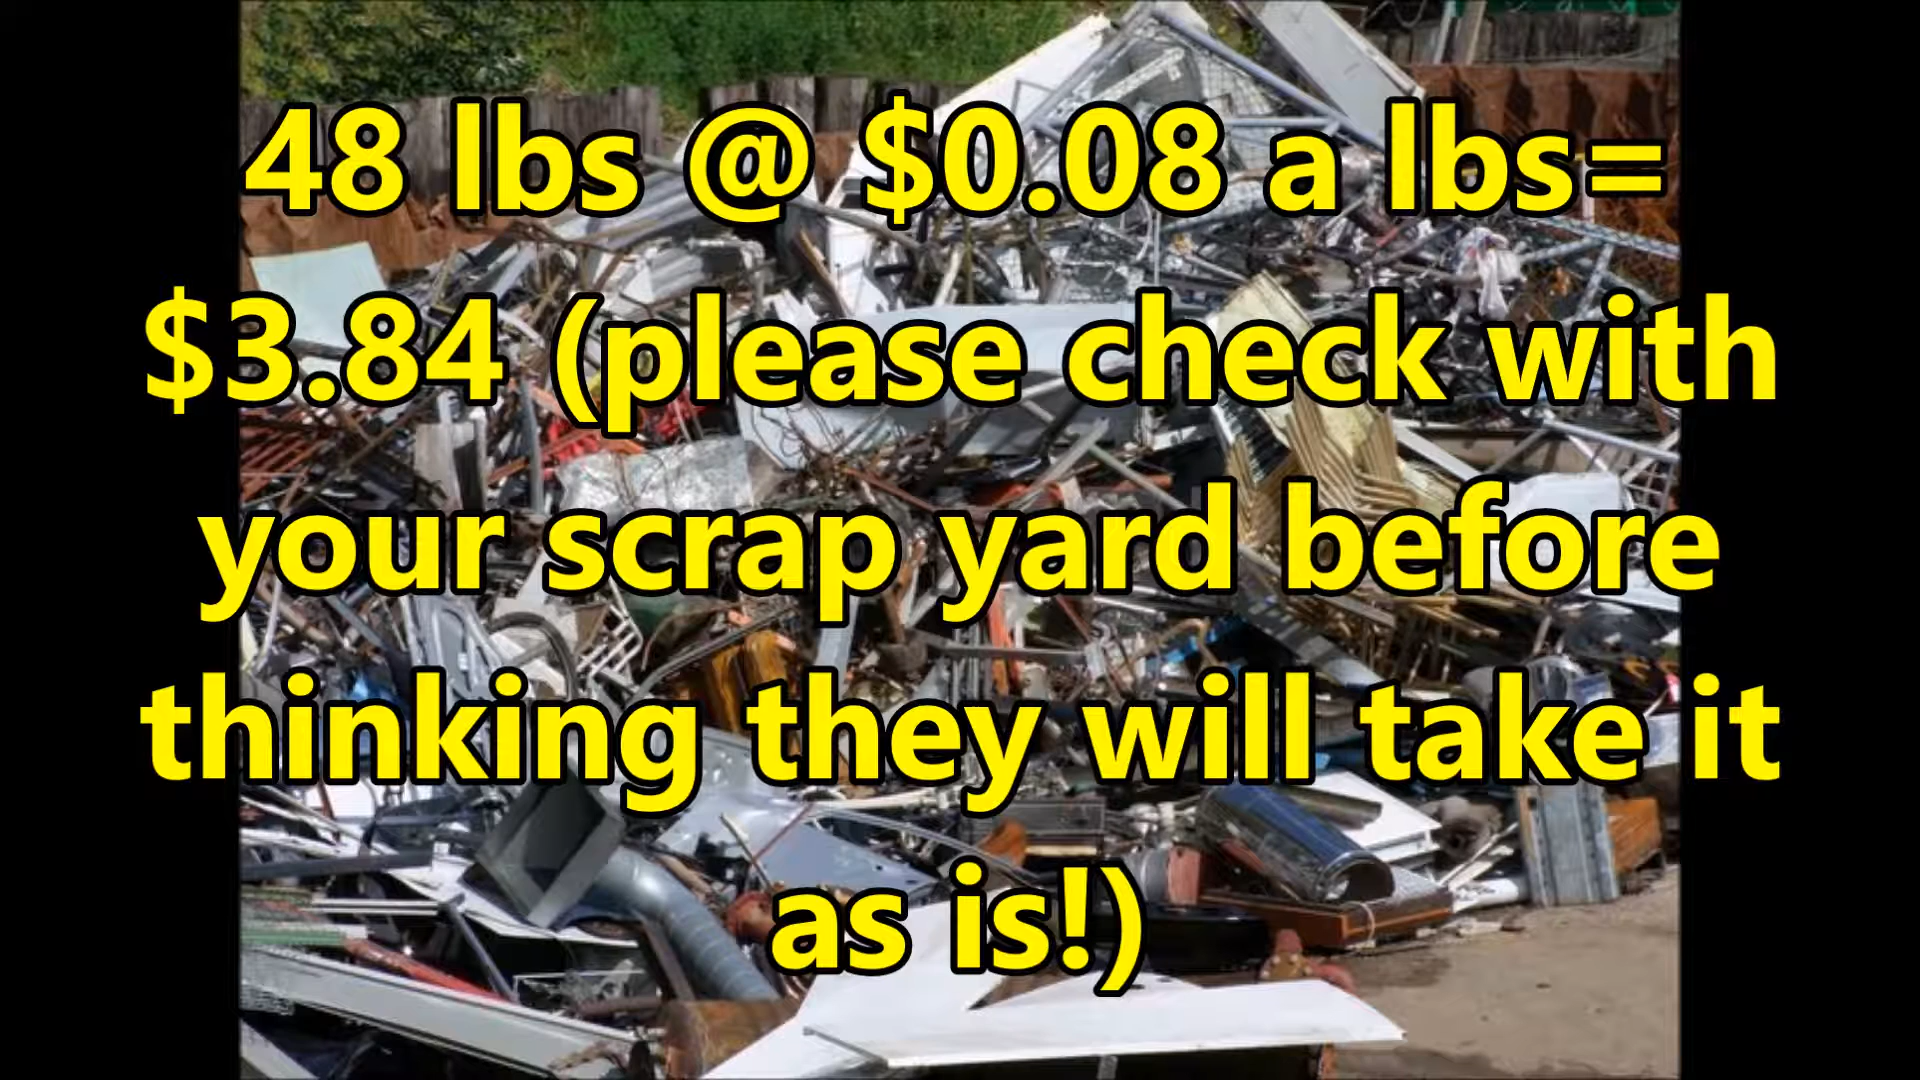 48 lbs @ $0.08 a lbs=
$3.84 (please check with
your scrap yard before
thinking they will take it
as is!)